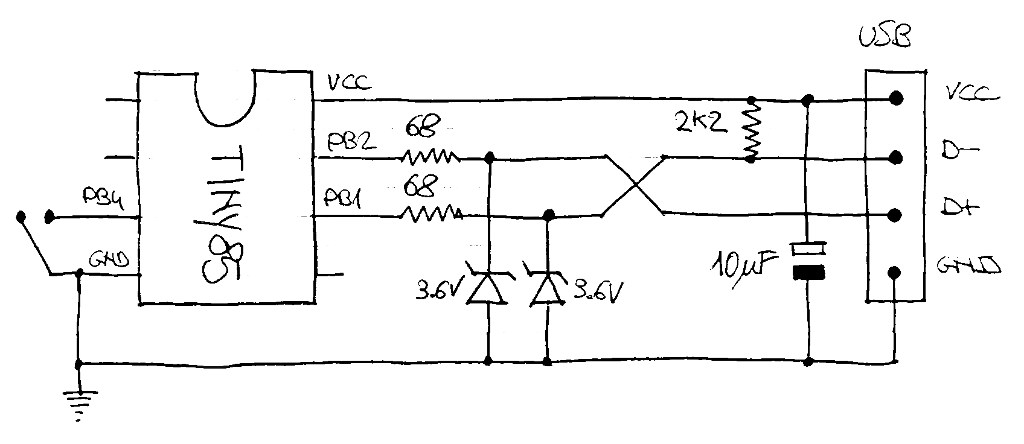 USB
VCC
VCC
68
2K2
PB2
D-
68
PB4
PB1
D+
TINY85
GND
10µF
GND
3.6V
3.6V